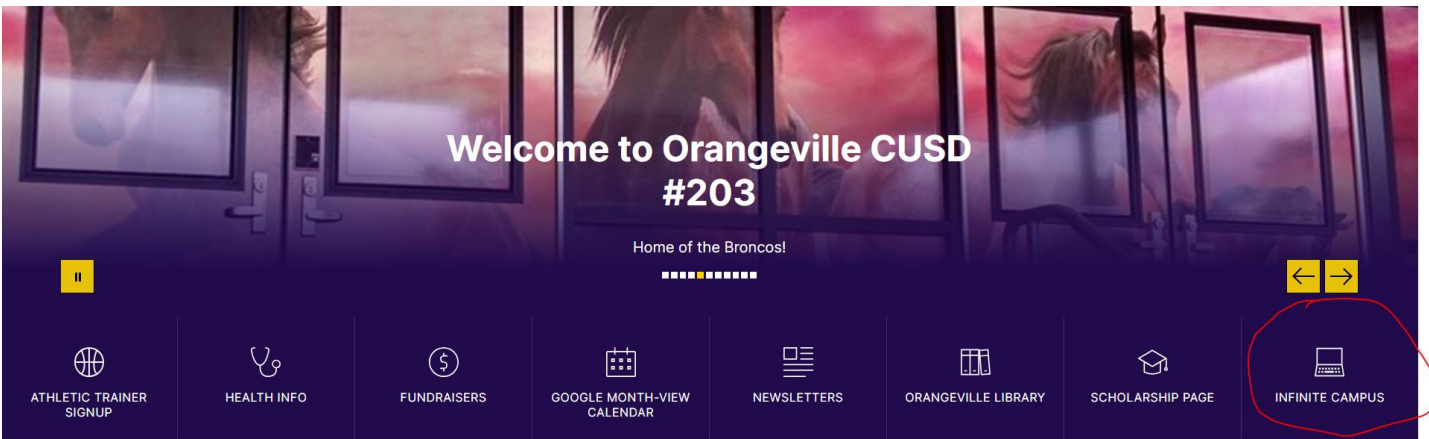 Welcome to Orangeville CUSD
#203
Home of the Broncos!
ATHLETIC TRAINER
SIGNUP
HEALTH INFO
FUNDRAISERS
GOOGLE MONTH-VIEW
CALENDAR
NEWSLETTERS
ORANGEVILLE LIBRARY
SCHOLARSHIP PAGE
INFINITE CAMPUS